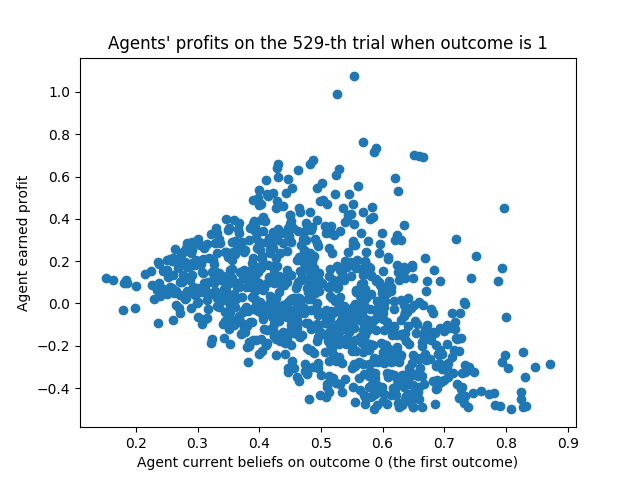 Agents' profits on the 529-th trial when outcome is 1
Agent earned profit
1.0
0.8
0.6
0.4
0.2
0.0
−0.2
−0.4
0.2 0.3 0.4 0.5 0.6 0.7 0.8 0.9
Agent current beliefs on outcome 0 (the first outcome)